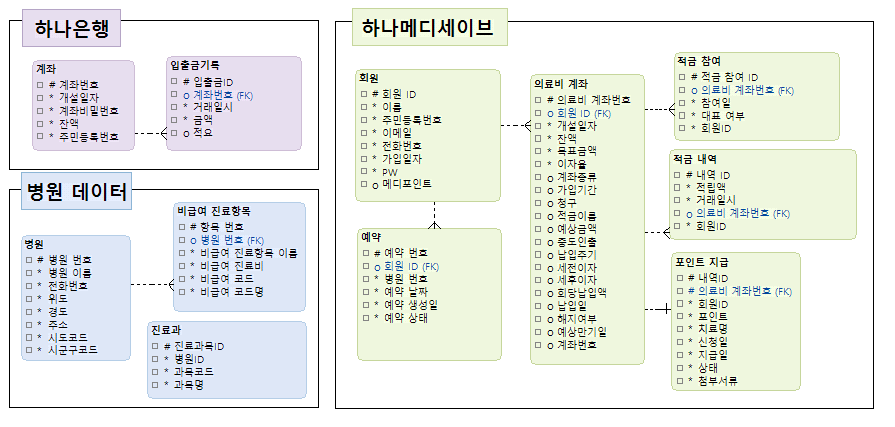 하나은행
계좌
# 계좌번호
* 개설일자
* 계좌비밀번호
* 잔액
* 주민등록번호
입출금기록
# 입출금ID
o 계좌번호 (FK)
* 거래일시
* 금액
o 적요
병원 데이터
병원
# 병원 번호
* 병원 이름
* 전화번호
* 위도
* 경도
* 주소
* 시도코드
* 시군구코드
비급여 진료항목
# 항목 번호
o 병원 번호 (FK)
* 비급여 진료항목 이름
* 비급여 진료비
* 비급여 코드
* 비급여 코드명
진료과
# 진료과목ID
* 병원ID
* 과목코드
* 과목명
하나메디세이브
회원
# 회원 ID
* 이름
* 주민등록번호
* 이메일
* 전화번호
* 가입일자
* PW
o 메디포인트
예약
# 예약 번호
o 회원 ID (FK)
* 병원 번호
* 예약 날짜
* 예약 생성일
* 예약 상태
의료비 계좌
# 의료비 계좌번호
o 회원 ID (FK)
* 개설일자
* 잔액
* 목표금액
* 이자율
o 계좌종류
o 가입기간
o 청구
o 적금이름
o 예상금액
o 중도인출
o 납입주기
o 세전이자
o 세후이자
o 회당납입액
o 납입일
o 해지여부
o 예상만기일
o 계좌번호
적금 참여
# 적금 참여 ID
o 의료비 계좌번호 (FK)
* 참여일
* 대표 여부
* 회원ID
적금 내역
# 내역 ID
* 적립액
* 거래일시
o 의료비 계좌번호 (FK)
* 회원ID
포인트 지급
# 내역ID
# 의료비 계좌번호 (FK)
* 회원ID
* 포인트
* 치료명
* 신청일
* 지급일
* 상태
* 첨부서류